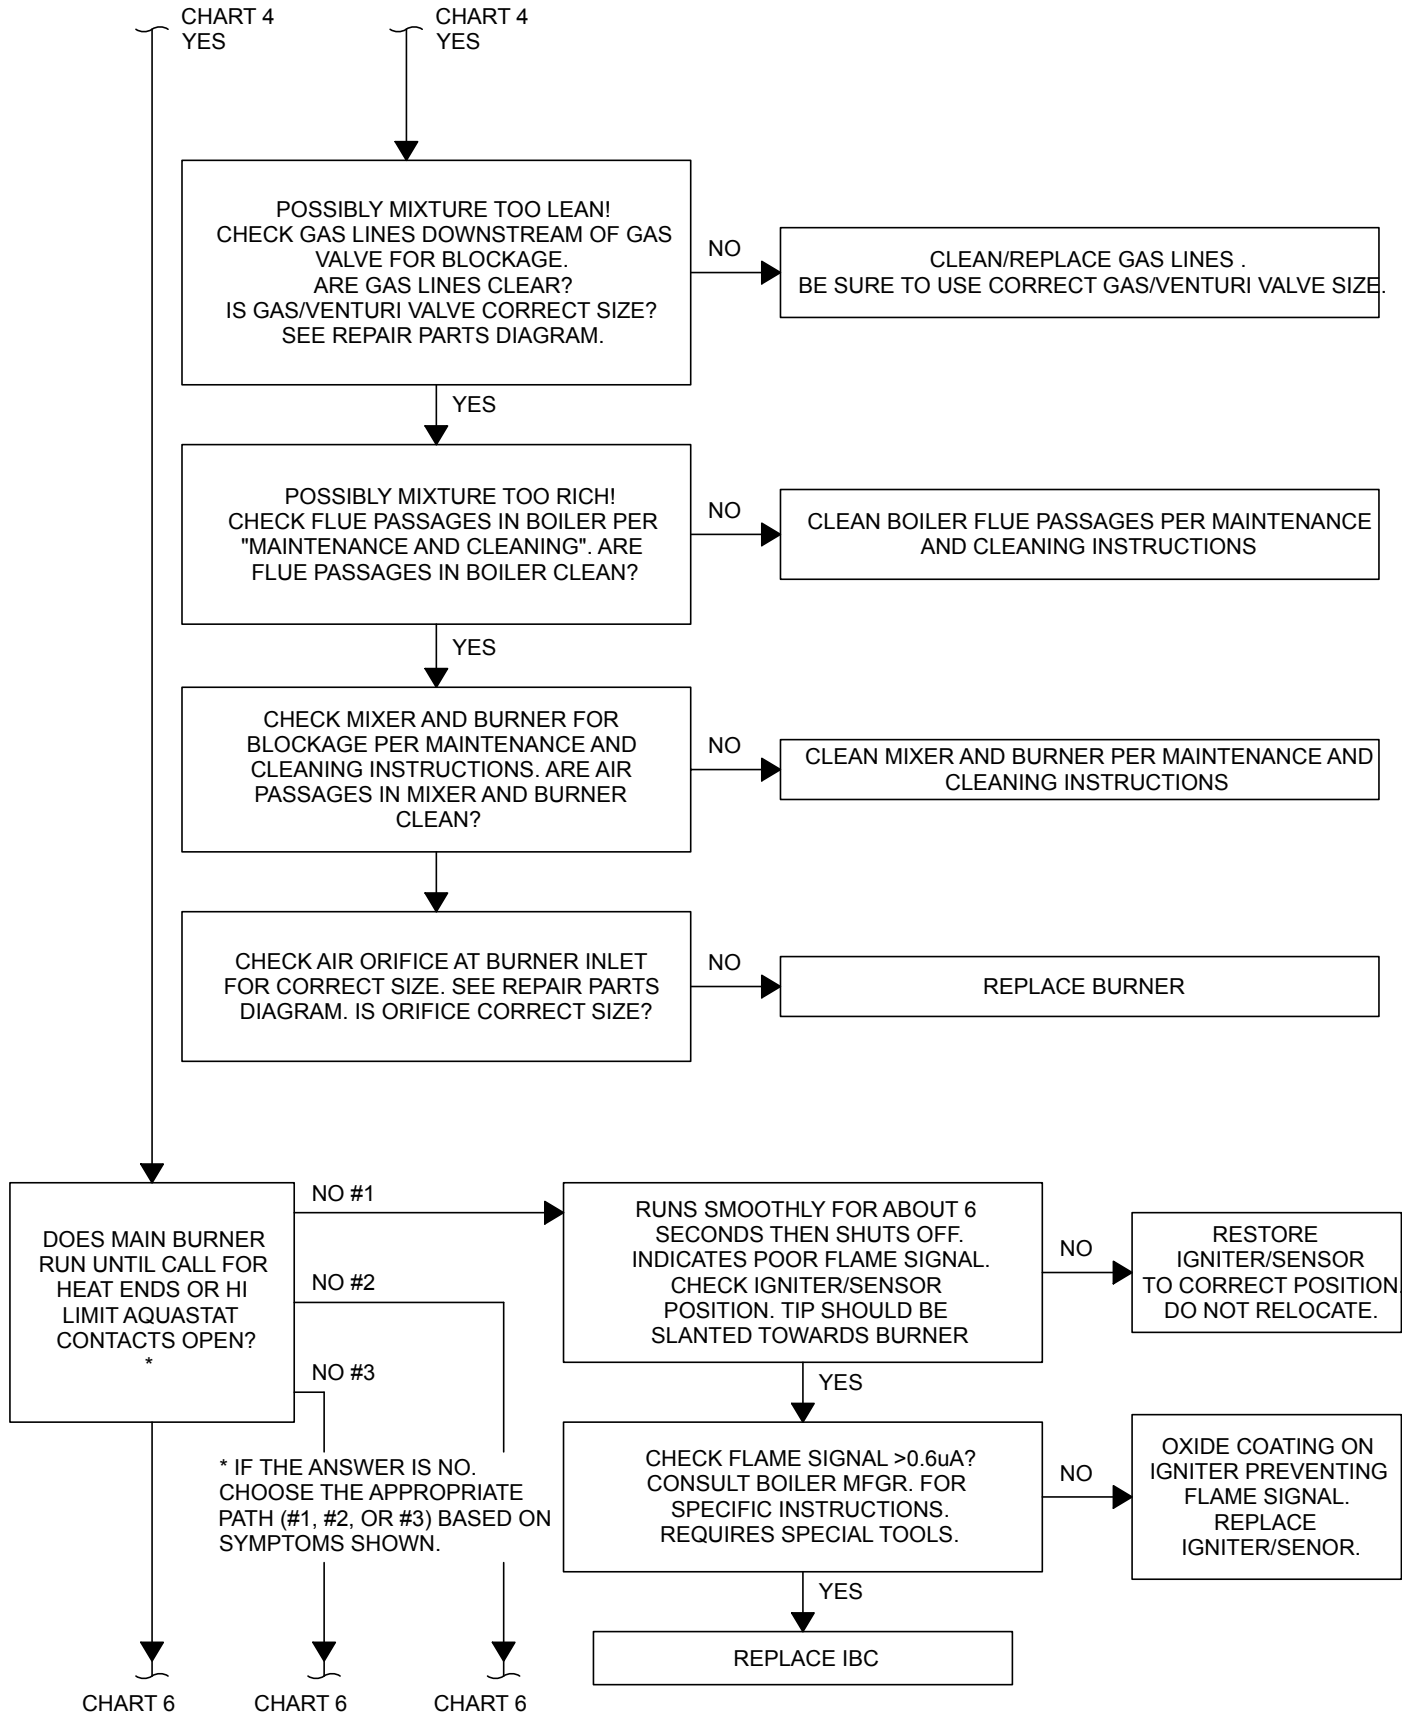 CHART 4
YES
CHART 4
YES
POSSIBLY MIXTURE TOO LEAN!
CHECK GAS LINES DOWNSTREAM OF GAS
VALVE FOR BLOCKAGE.
ARE GAS LINES CLEAR?
IS GAS/VENTURI VALVE CORRECT SIZE?
SEE REPAIR PARTS DIAGRAM.
NO
CLEAN/REPLACE GAS LINES .
BE SURE TO USE CORRECT GAS/VENTURI VALVE SIZE.
YES
POSSIBLY MIXTURE TOO RICH!
CHECK FLUE PASSAGES IN BOILER PER
"MAINTENANCE AND CLEANING". ARE
FLUE PASSAGES IN BOILER CLEAN?
NO
CLEAN BOILER FLUE PASSAGES PER MAINTENANCE
AND CLEANING INSTRUCTIONS
YES
CHECK MIXER AND BURNER FOR
BLOCKAGE PER MAINTENANCE AND
CLEANING INSTRUCTIONS. ARE AIR
PASSAGES IN MIXER AND BURNER
CLEAN?
NO
CLEAN MIXER AND BURNER PER MAINTENANCE AND
CLEANING INSTRUCTIONS
CHECK AIR ORIFICE AT BURNER INLET
FOR CORRECT SIZE. SEE REPAIR PARTS
DIAGRAM. IS ORIFICE CORRECT SIZE?
NO
REPLACE BURNER
DOES MAIN BURNER
RUN UNTIL CALL FOR
HEAT ENDS OR HI
LIMIT AQUASTAT
CONTACTS OPEN?
*
NO #1
NO #2
NO #3
RUNS SMOOTHLY FOR ABOUT 6
SECONDS THEN SHUTS OFF.
INDICATES POOR FLAME SIGNAL.
CHECK IGNITER/SENSOR
POSITION. TIP SHOULD BE
SLANTED TOWARDS BURNER
NO
RESTORE
IGNITER/SENSOR
TO CORRECT POSITION.
DO NOT RELOCATE.
YES
* IF THE ANSWER IS NO.
CHOOSE THE APPROPRIATE
PATH (#1, #2, OR #3) BASED ON
SYMPTOMS SHOWN.
CHECK FLAME SIGNAL >0.6uA?
CONSULT BOILER MFGR. FOR
SPECIFIC INSTRUCTIONS.
REQUIRES SPECIAL TOOLS.
NO
OXIDE COATING ON
IGNITER PREVENTING
FLAME SIGNAL.
REPLACE
IGNITER/SENOR.
YES
REPLACE IBC
CHART 6
CHART 6
CHART 6